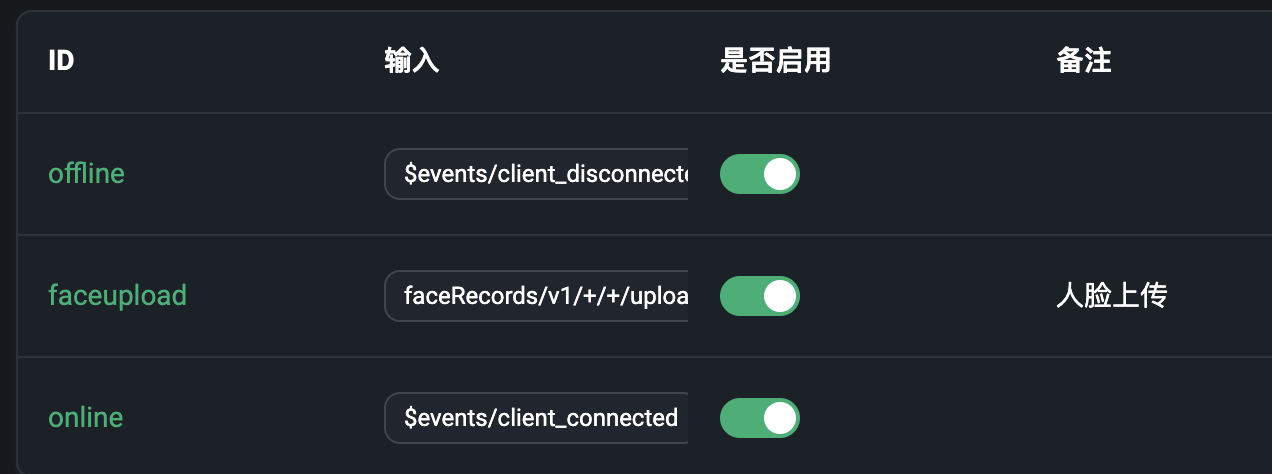 ID 输入 是否启用 备注
offline $events/client_disconnecte
faceupload faceRecords/v1/+/+/uploa 人脸上传
online $events/client_connected